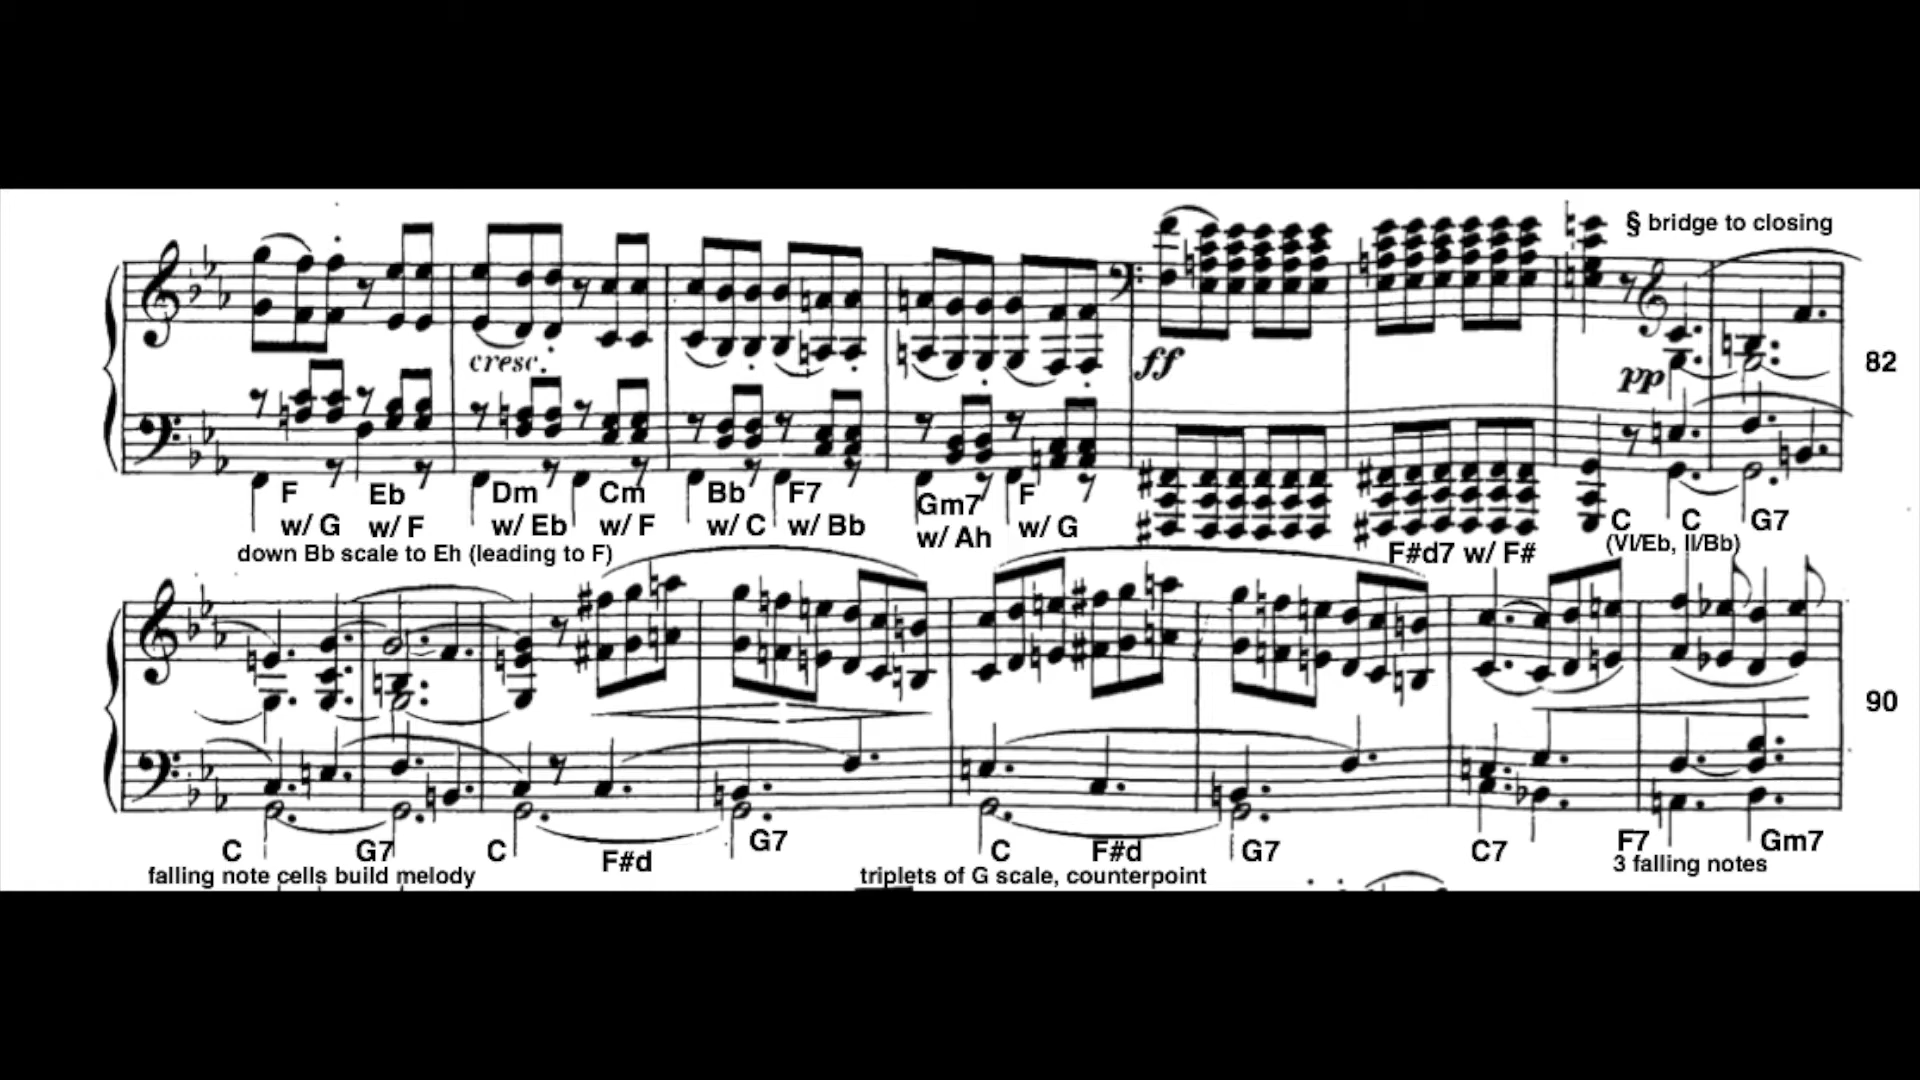 § bridge to closing
cresc.
ff
pp
82
F Eb Dm Cm Bb F7 Gm7 F
w/ G w/ F w/ Eb w/ F w/ C w/ Bb w/ Ah w/ G
C C G7
(VI/Eb, II/Bb)
down Bb scale to Eh (leading to F)
F#d7 w/ F#
90
C G7 C F#d G7 C F#d G7 C7 F7 Gm7
falling note cells build melody
triplets of G scale, counterpoint
3 falling notes